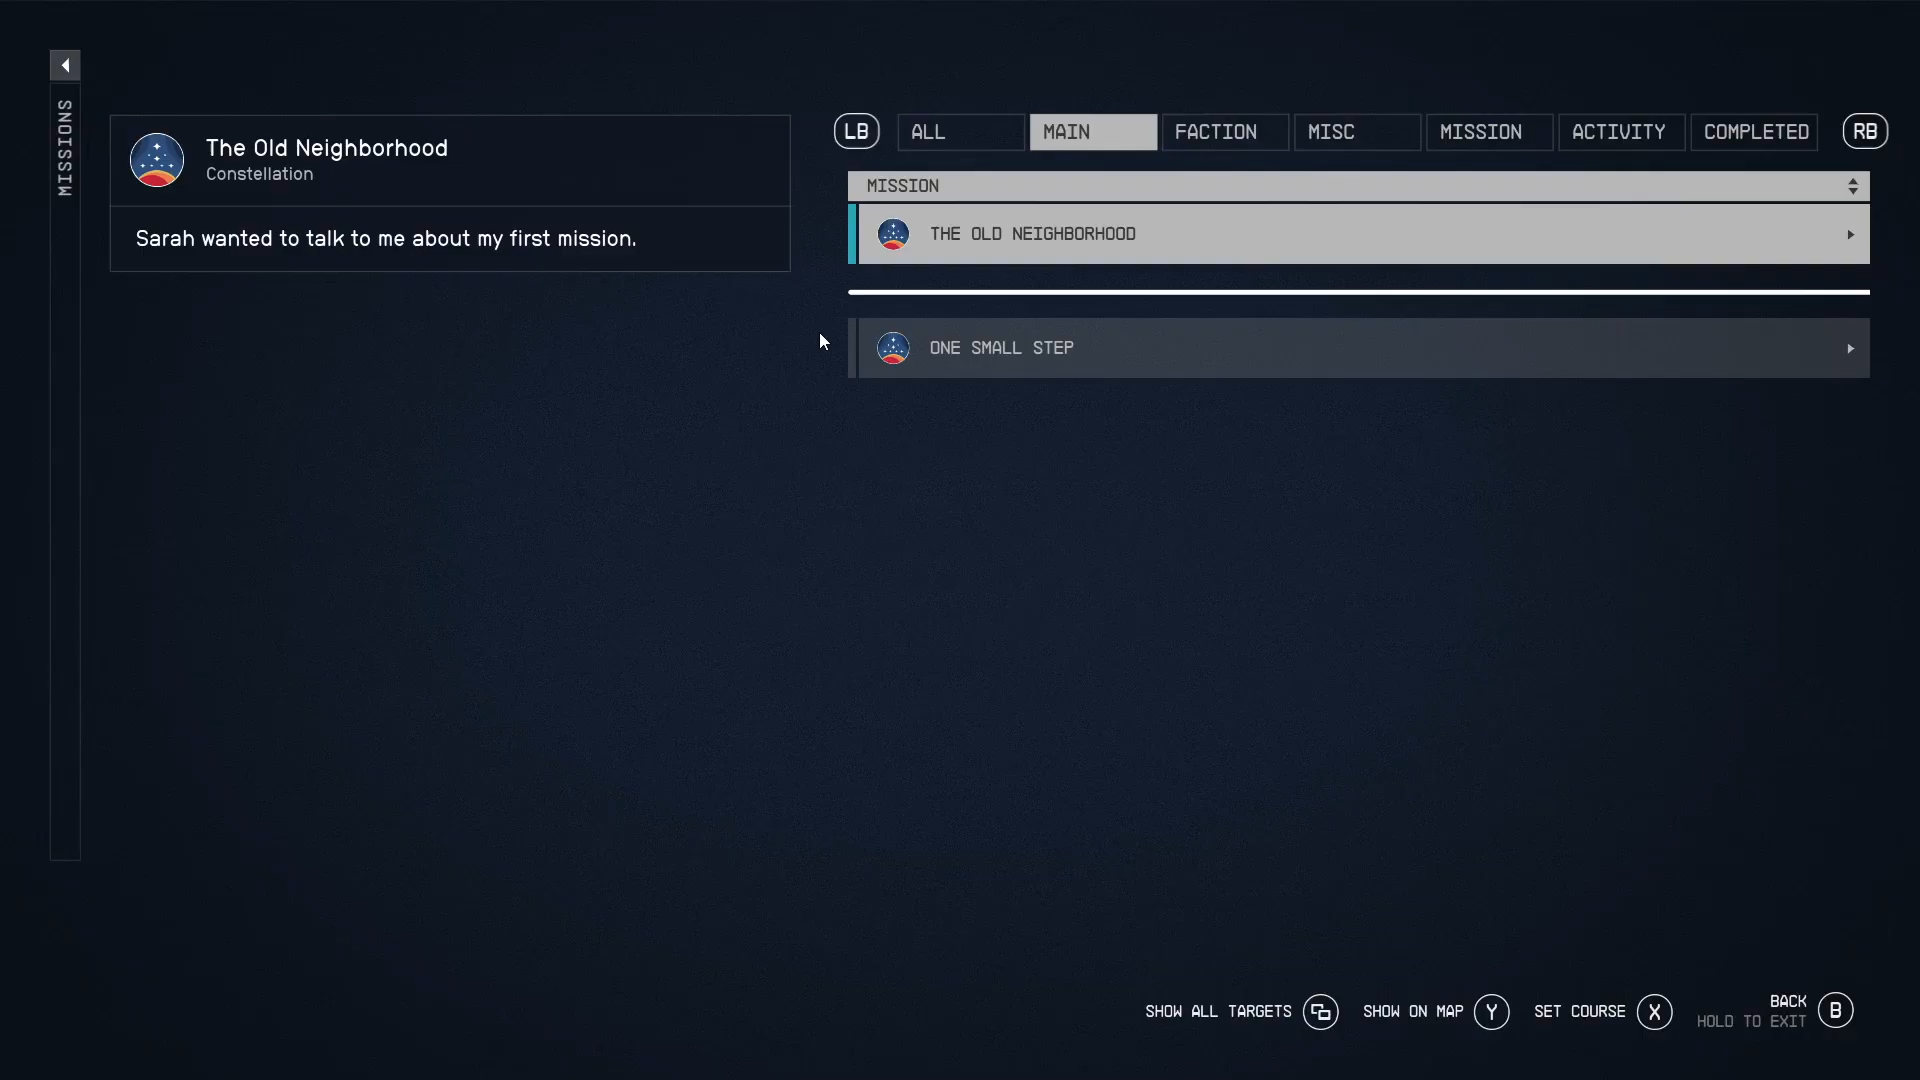 MISSIONS
The Old Neighborhood
Constellation
Sarah wanted to talk to me about my first mission.
LB ALL MAIN FACTION MISC MISSION ACTIVITY COMPLETED RB
MISSION
THE OLD NEIGHBORHOOD
ONE SMALL STEP
SHOW ALL TARGETS SHOW ON MAP Y SET COURSE X BACK B
HOLD TO EXIT